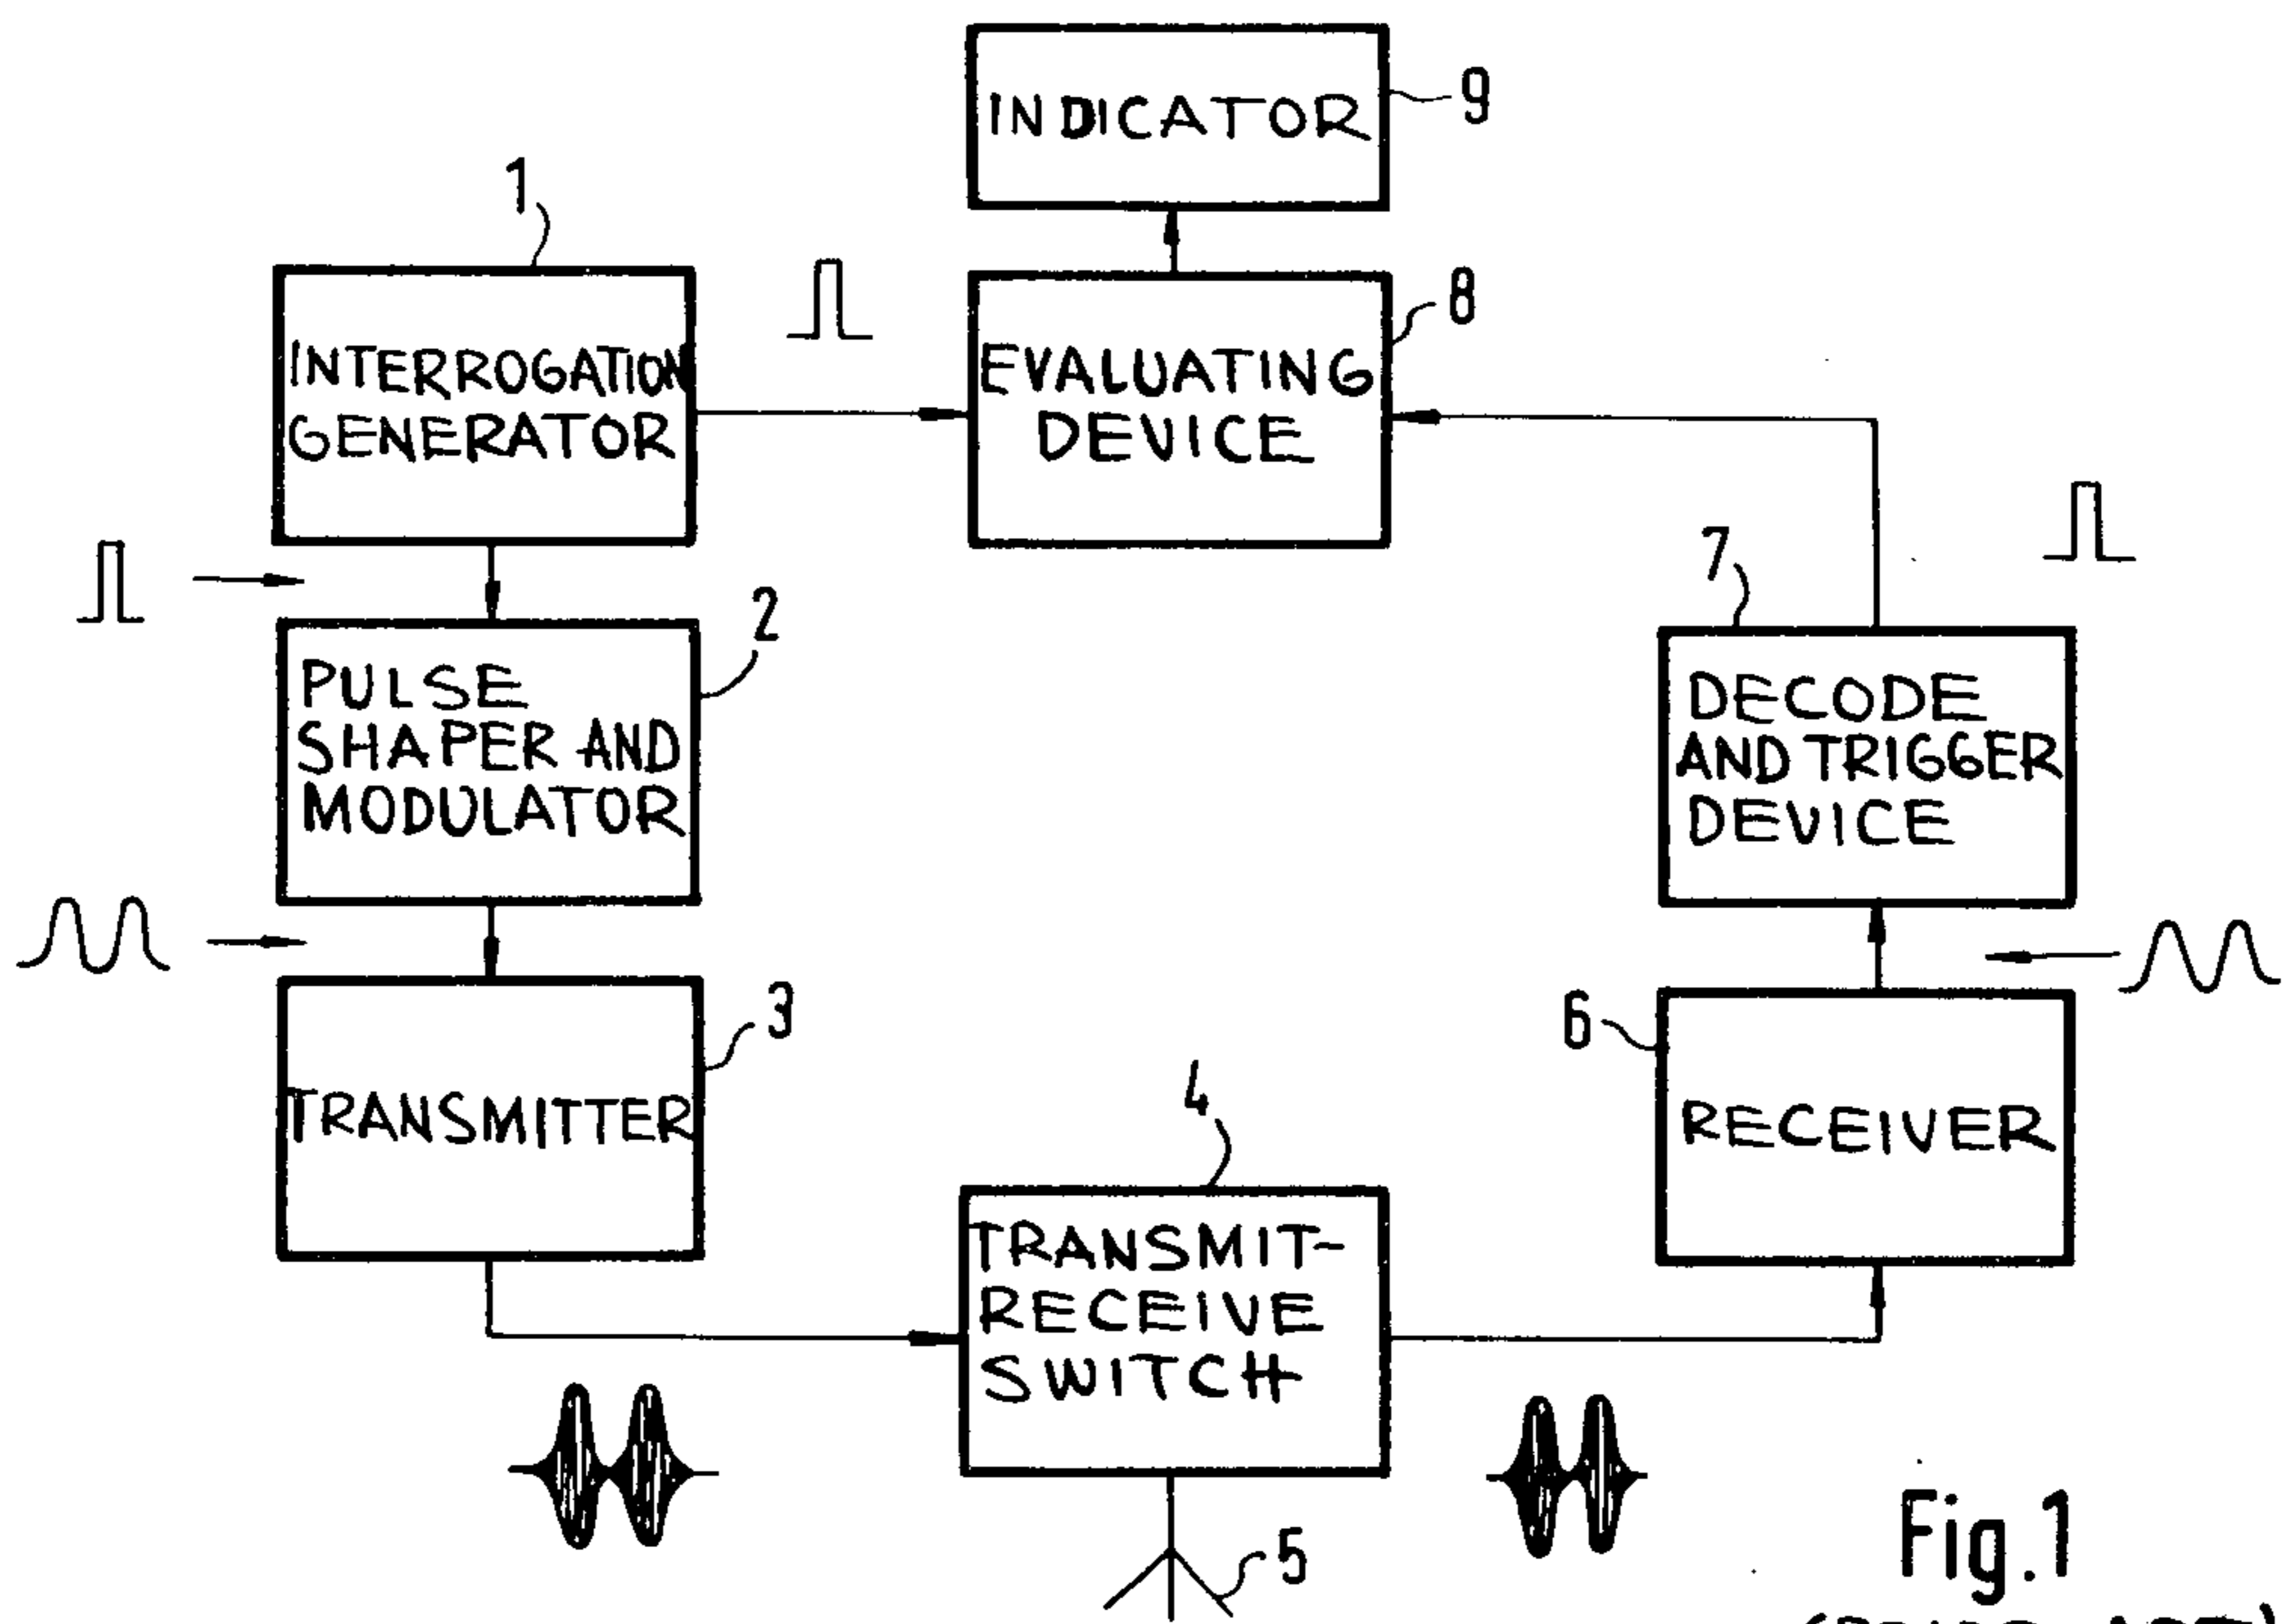 INDICATOR
9
1
INTERROGATION
GENERATOR
EVALUATING
DEVICE
8
2
PULSE
SHAPER AND
MODULATOR
7
DECODE
AND TRIGGER
DEVICE
3
TRANSMITTER
4
TRANSMIT-
RECEIVE
SWITCH
5
6
RECEIVER
Fig.1